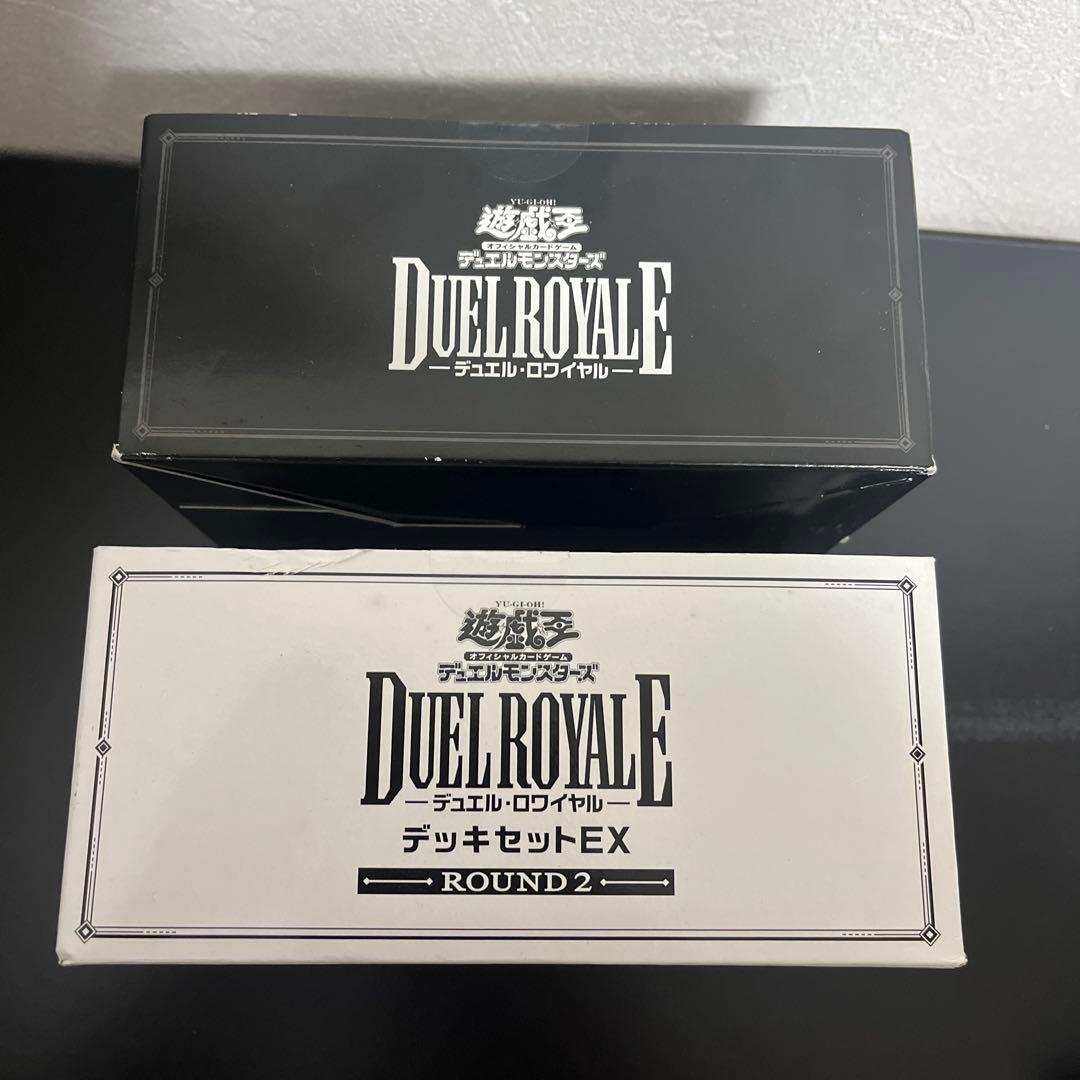 YU-GI-OH!
遊戯王
オフィシャルカードゲーム
デュエルモンスターズ
DUEL ROYALE
デュエル・ロワイヤル
YU-GI-OH!
遊戯王
オフィシャルカードゲーム
デュエルモンスターズ
DUEL ROYALE
デュエル・ロワイヤル
デッキセットEX
ROUND 2